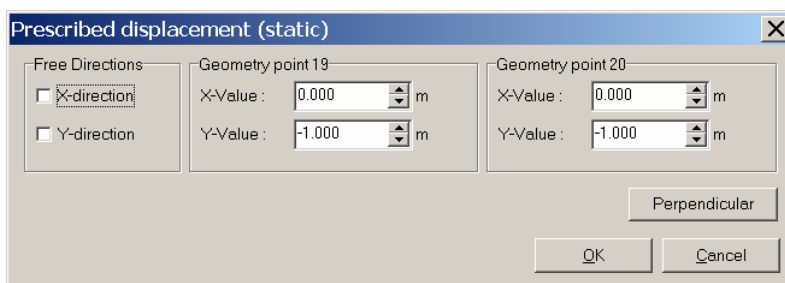 Prescribed displacement (static)
Free Directions
X-direction
Y-direction
Geometry point 19
X-Value : 0.000 m
Y-Value : -1.000 m
Geometry point 20
X-Value : 0.000 m
Y-Value : -1.000 m
Perpendicular
OK Cancel